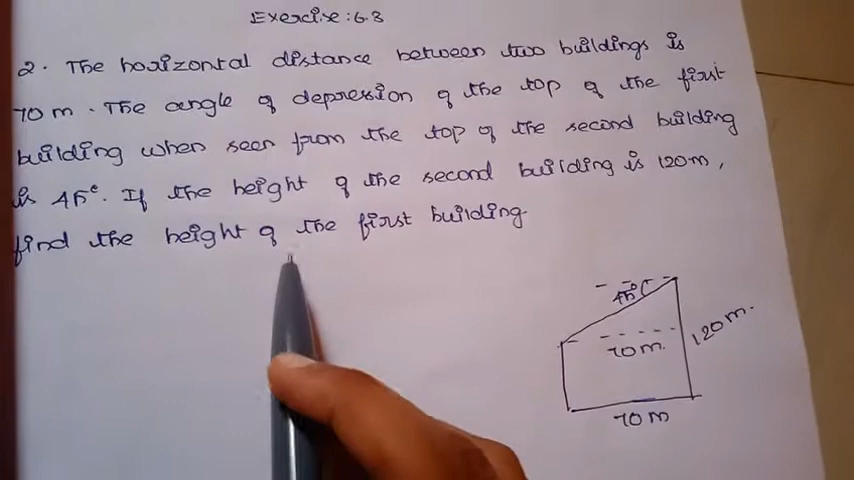 Exercise : 6.3
2. The horizontal distance between two buildings is
70 m. The angle of depression of the top of the first
building when seen from the top of the second building
is 45°. If the height of the second building is 120m,
find the height of the first building
45°
120m.
70m.
70m